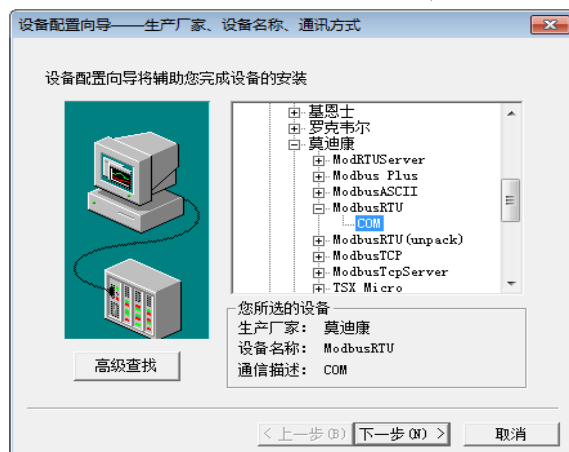 设备配置向导——生产厂家、设备名称、通讯方式
设备配置向导将辅助您完成设备的安装
基恩士
罗克韦尔
莫迪康
ModRTUServer
Modbus Plus
ModbusASCII
ModbusRTU
COM
ModbusRTU(unpack)
ModbusTCP
ModbusTcpServer
TSX Micro
您所选的设备
生产厂家： 莫迪康
设备名称： ModbusRTU
通信描述： COM
高级查找
< 上一步(B) 下一步(N) > 取消